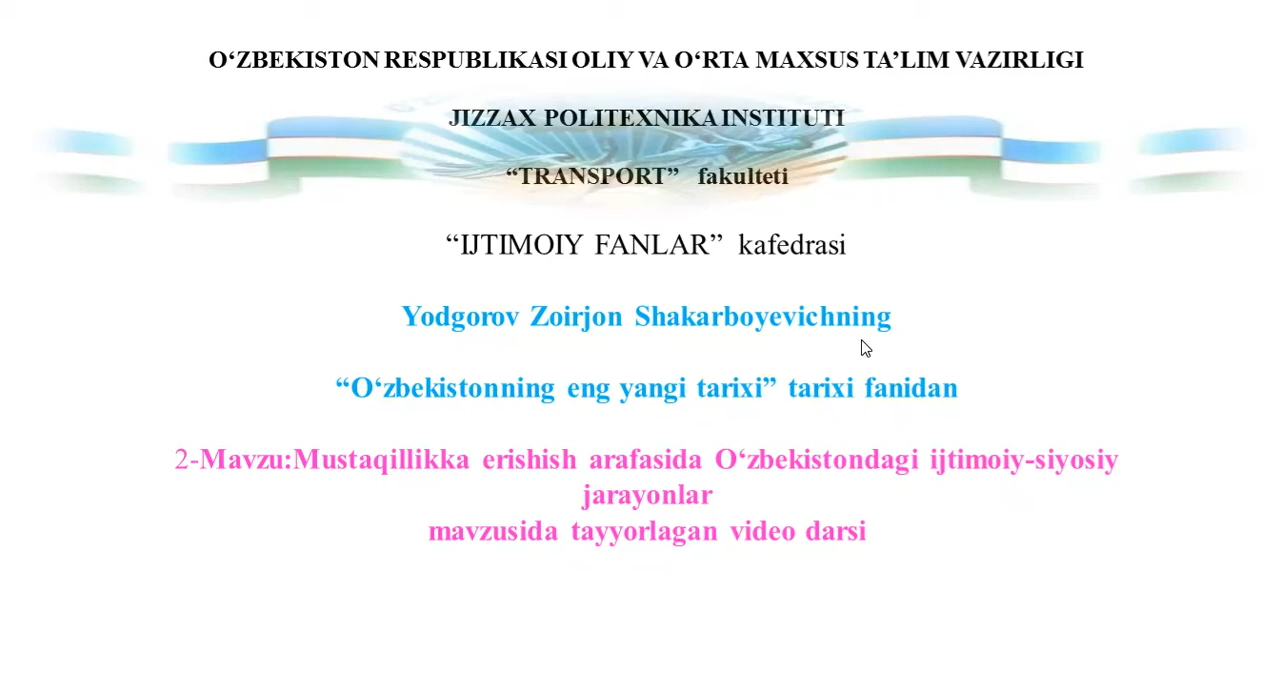 O‘ZBEKISTON RESPUBLIKASI OLIY VA O‘RTA MAXSUS TA’LIM VAZIRLIGI
JIZZAX POLITEXNIKA INSTITUTI
“TRANSPORT” fakulteti
“IJTIMOIY FANLAR” kafedrasi
Yodgorov Zoirjon Shakarboyevichning
“O‘zbekistonning eng yangi tarixi” tarixi fanidan
2-Mavzu:Mustaqillikka erishish arafasida O‘zbekistondagi ijtimoiy-siyosiy
jarayonlar
mavzusida tayyorlagan video darsi